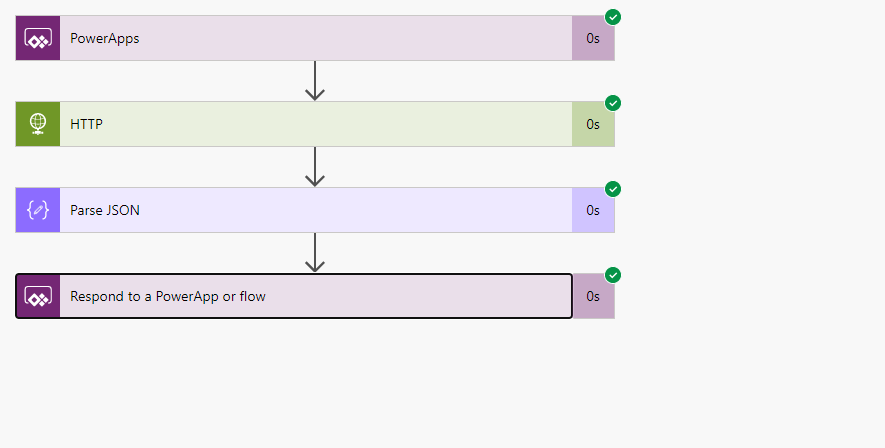 PowerApps
0s
HTTP
0s
Parse JSON
0s
Respond to a PowerApp or flow
0s